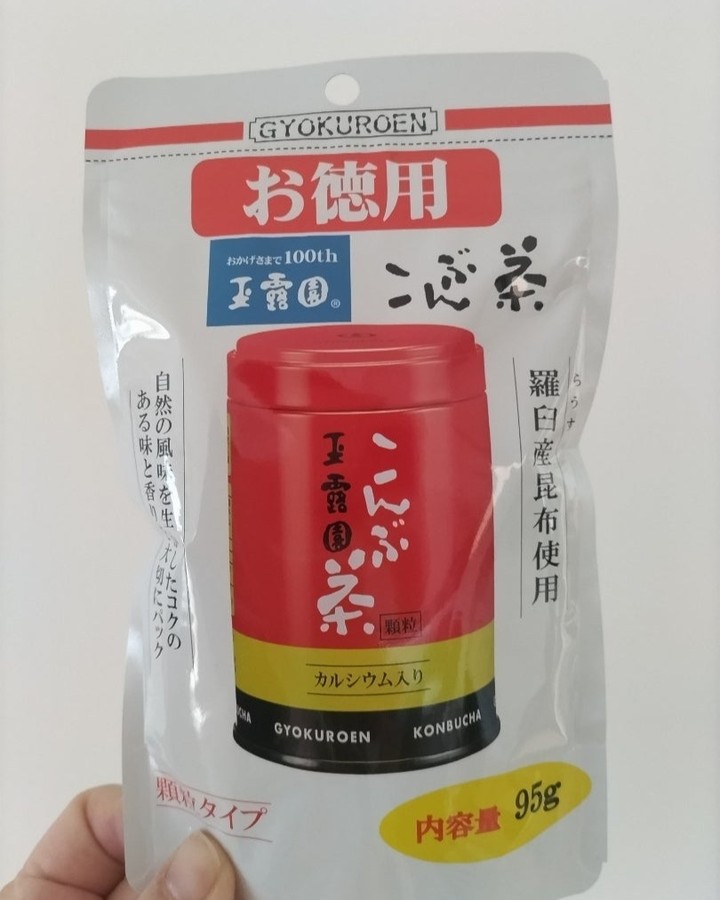 GYOKUROEN
お徳用
おかげさまで100th
玉露園®
こんぶ茶
らうす
羅臼産昆布使用
自然の風味を生
したコクの
ある味と香り
切にパック
こんぶ茶
玉露園
顆粒
カルシウム入り
CHA
GYOKUROEN
KONBUCHA
顆粒タイプ
内容量 95g